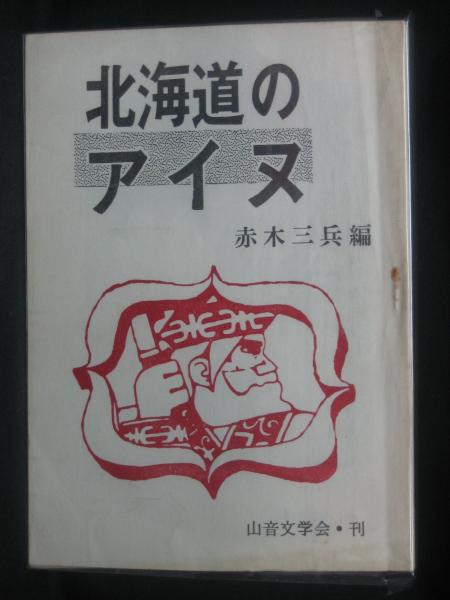 北海道の
アイヌ
赤木三兵編
山音文学会・刊